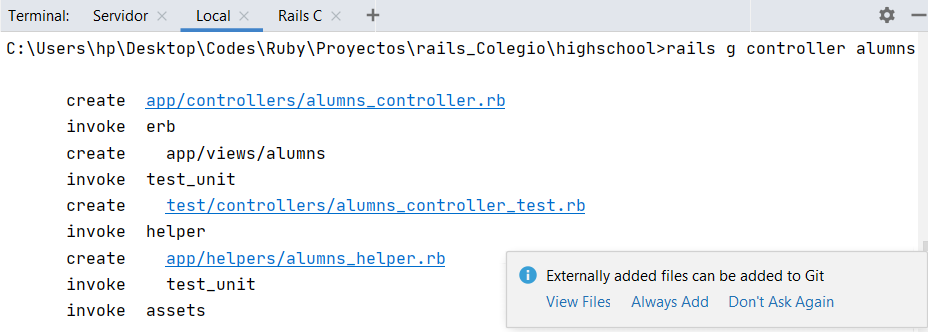 Terminal: Servidor Local Rails C
C:\Users\hp\Desktop\Codes\Ruby\Proyectos\rails_Colegio\highschool>rails g controller alumns
create app/controllers/alumns_controller.rb
invoke erb
create app/views/alumns
invoke test_unit
create test/controllers/alumns_controller_test.rb
invoke helper
create app/helpers/alumns_helper.rb
invoke test_unit
invoke assets
Externally added files can be added to Git
View Files Always Add Don't Ask Again